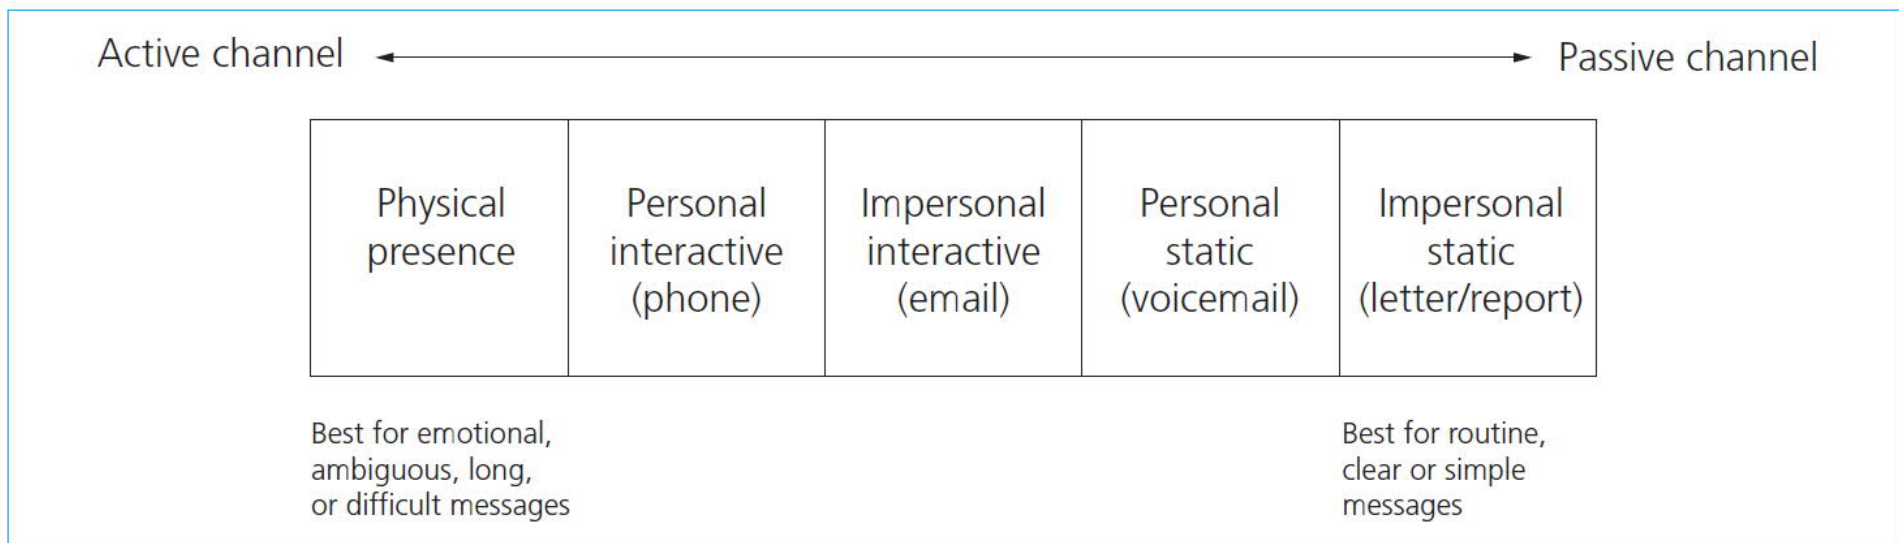 Active channel
Passive channel
Physical
presence
Personal
interactive
(phone)
Impersonal
interactive
(email)
Personal
static
(voicemail)
Impersonal
static
(letter/report)
Best for emotional,
ambiguous, long,
or difficult messages
Best for routine,
clear or simple
messages